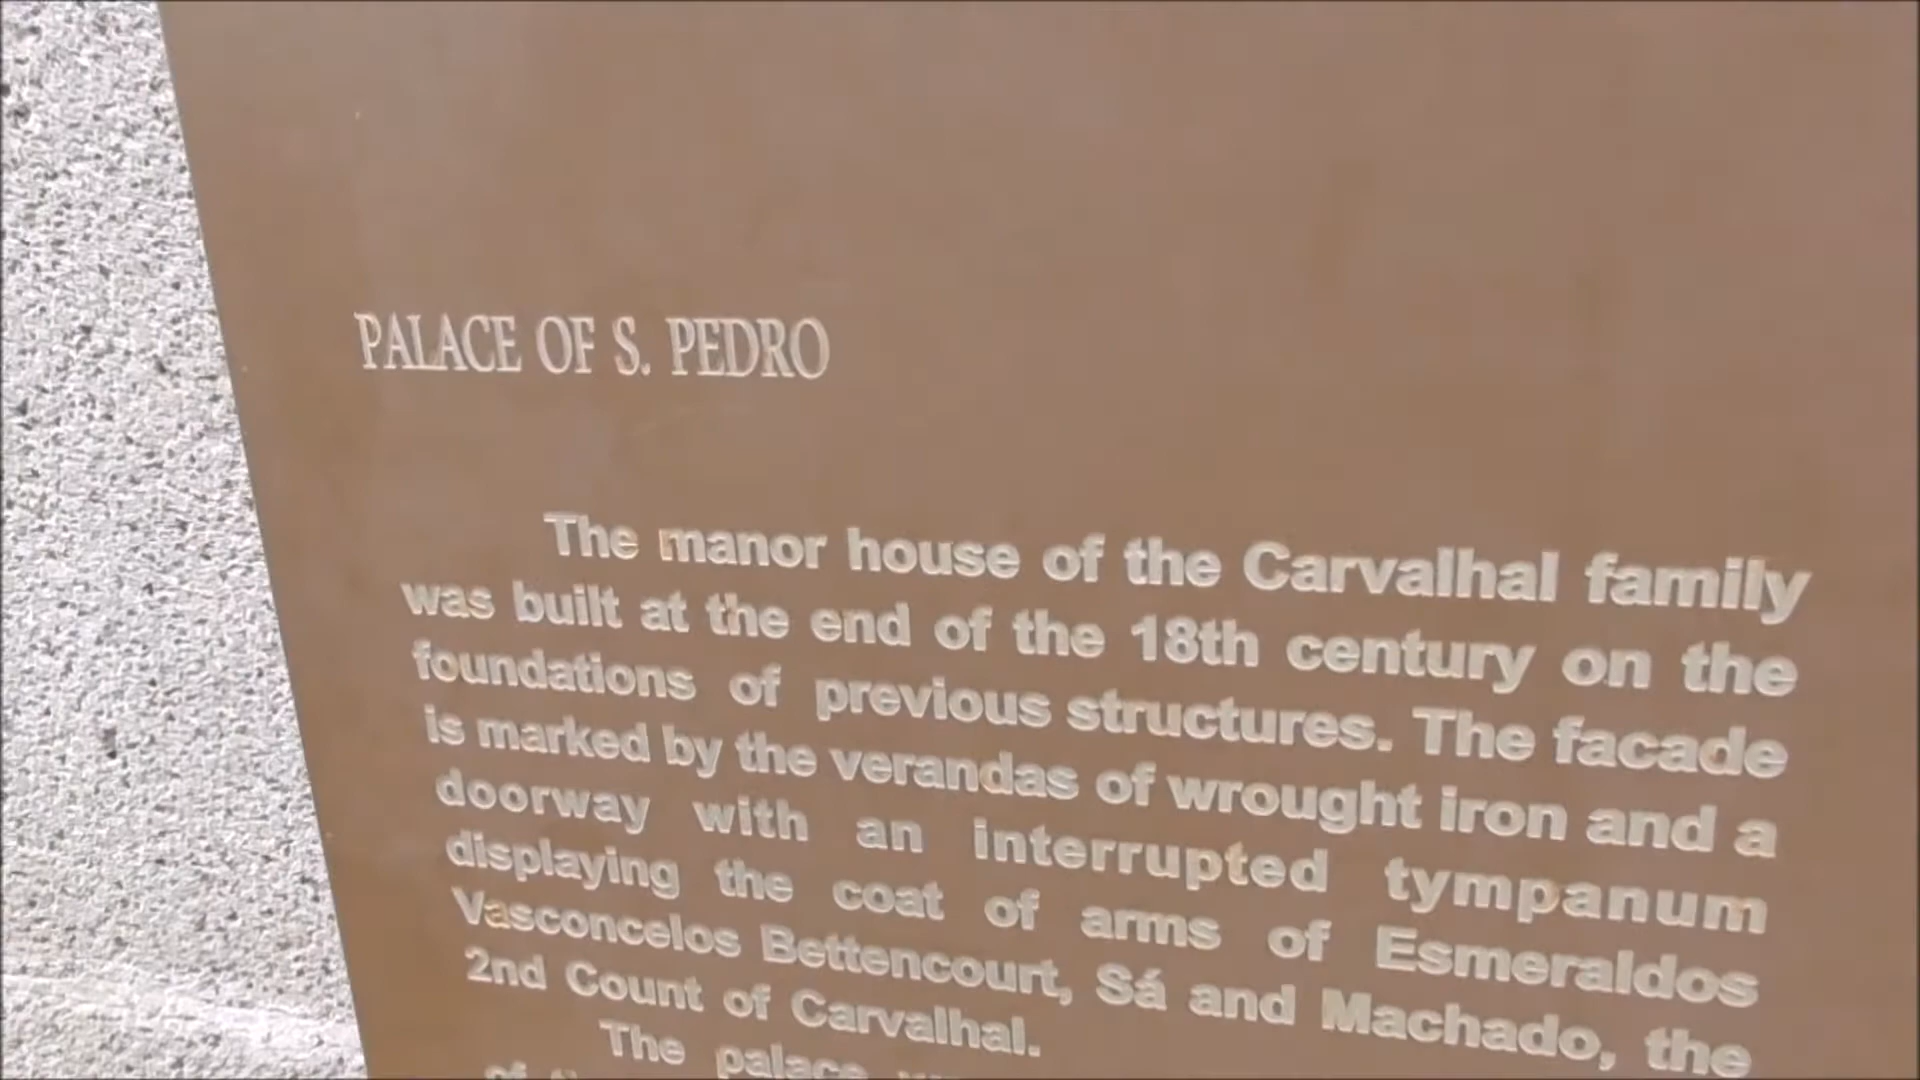 PALACE OF S. PEDRO
The manor house of the Carvalhal family
was built at the end of the 18th century on the
foundations of previous structures. The facade
is marked by the verandas of wrought iron and a
doorway with an interrupted tympanum
displaying the coat of arms of Esmeraldos
Vasconcelos Bettencourt, Sá and Machado, the
2nd Count of Carvalhal.
The palace
of